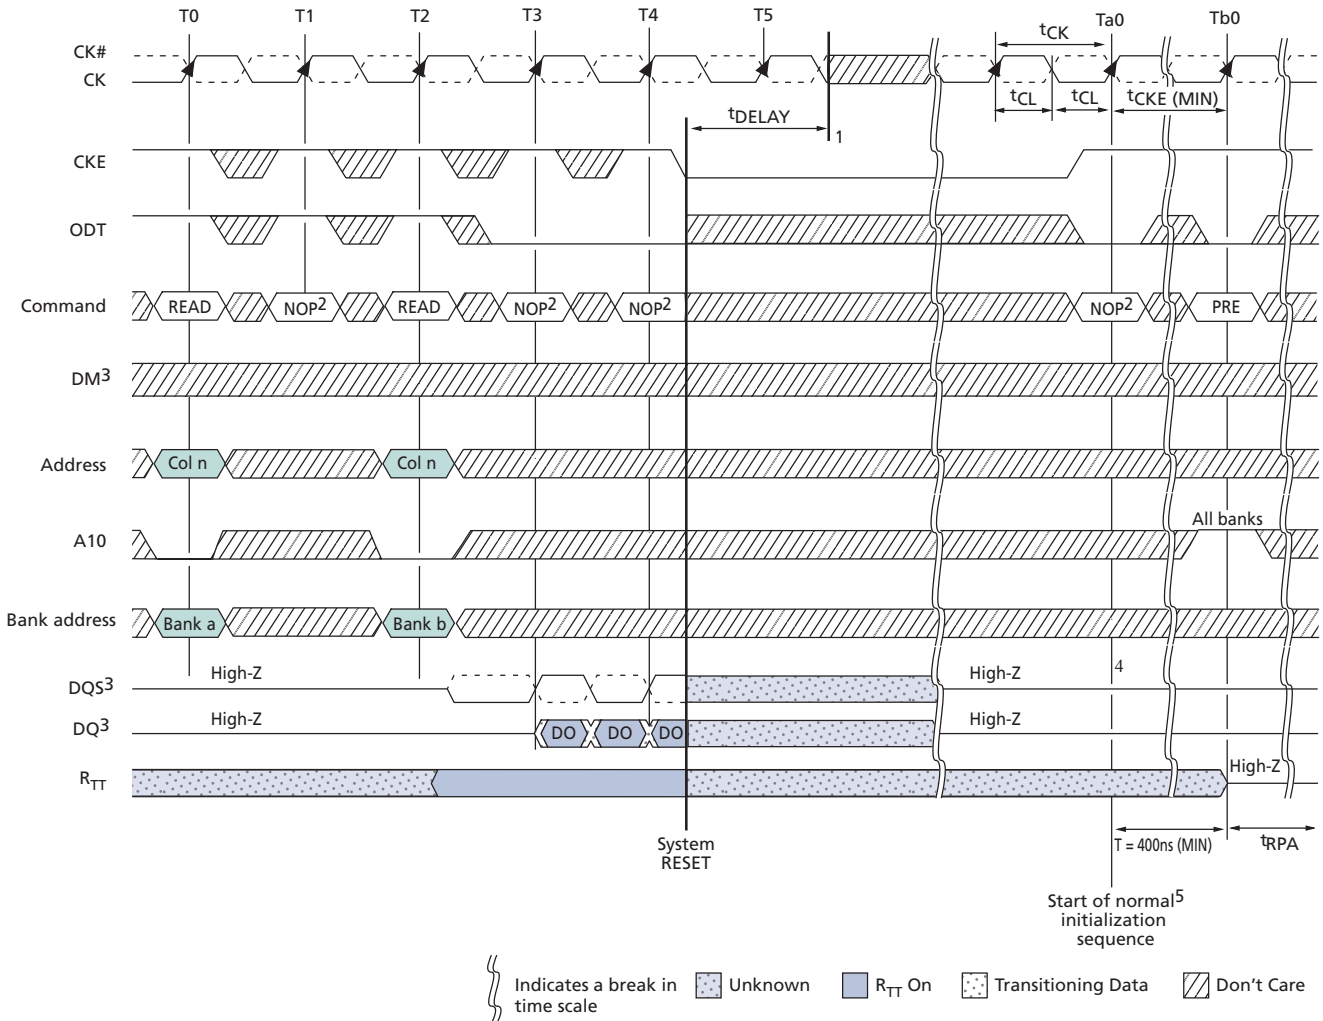 T0 T1 T2 T3 T4 T5 Ta0 Tb0
CK#
CK
tCK
tCL tCL tCKE (MIN)
tDELAY
1
CKE
ODT
Command READ NOP2 READ NOP2 NOP2 NOP2 PRE
DM3
Address Col n Col n
A10 All banks
Bank address Bank a Bank b
DQS3 High-Z High-Z 4
DQ3 High-Z DO DO DO High-Z
RTT High-Z
System
RESET
T = 400ns (MIN) tRPA
Start of normal5
initialization
sequence
Indicates a break in
time scale
Unknown
RTT On
Transitioning Data
Don't Care